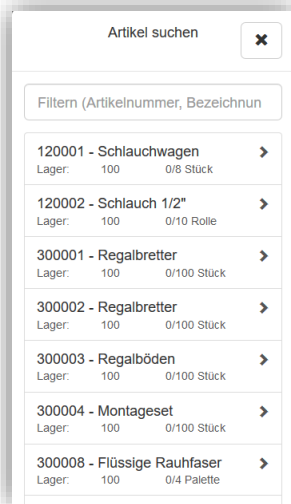 Artikel suchen
Filtern (Artikelnummer, Bezeichnun
120001 - Schlauchwagen
Lager: 100 0/8 Stück
120002 - Schlauch 1/2"
Lager: 100 0/10 Rolle
300001 - Regalbretter
Lager: 100 0/100 Stück
300002 - Regalbretter
Lager: 100 0/100 Stück
300003 - Regalböden
Lager: 100 0/100 Stück
300004 - Montageset
Lager: 100 0/100 Stück
300008 - Flüssige Rauhfaser
Lager: 100 0/4 Palette